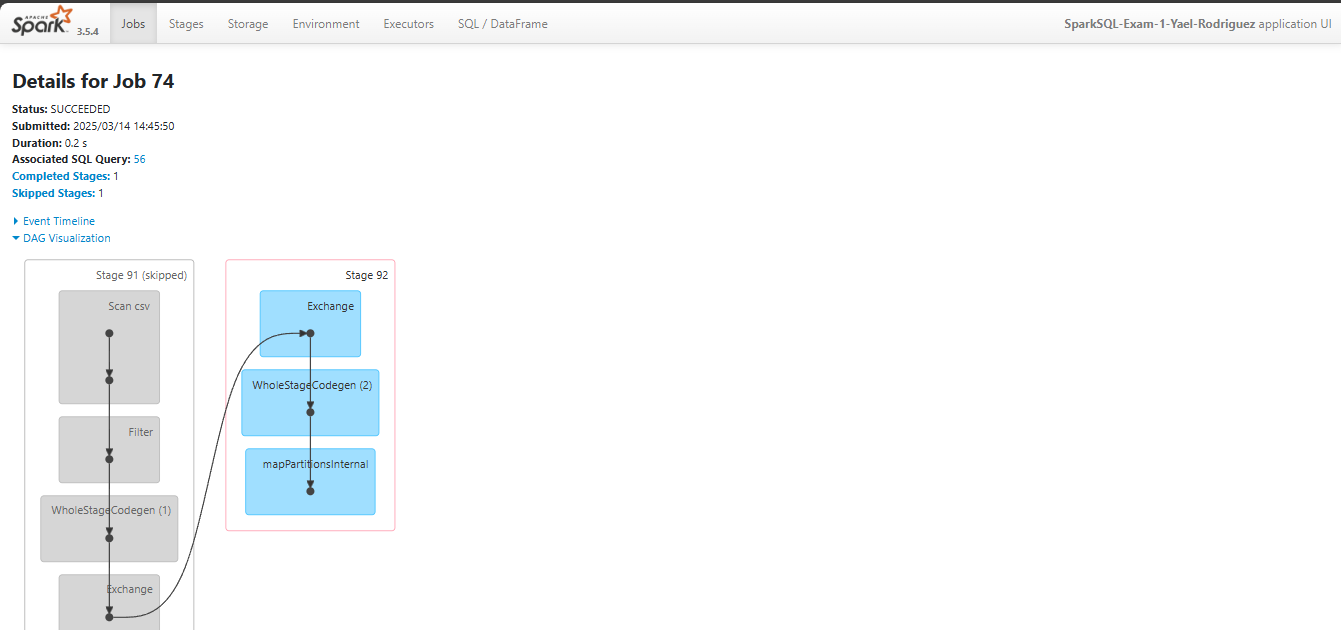 APACHE
Spark 3.5.4 Jobs Stages Storage Environment Executors SQL / DataFrame SparkSQL-Exam-1-Yael-Rodriguez application UI
Details for Job 74
Status: SUCCEEDED
Submitted: 2025/03/14 14:45:50
Duration: 0.2 s
Associated SQL Query: 56
Completed Stages: 1
Skipped Stages: 1
Event Timeline
DAG Visualization
Stage 91 (skipped)
Scan csv
Filter
WholeStageCodegen (1)
Exchange
Stage 92
Exchange
WholeStageCodegen (2)
mapPartitionsInternal